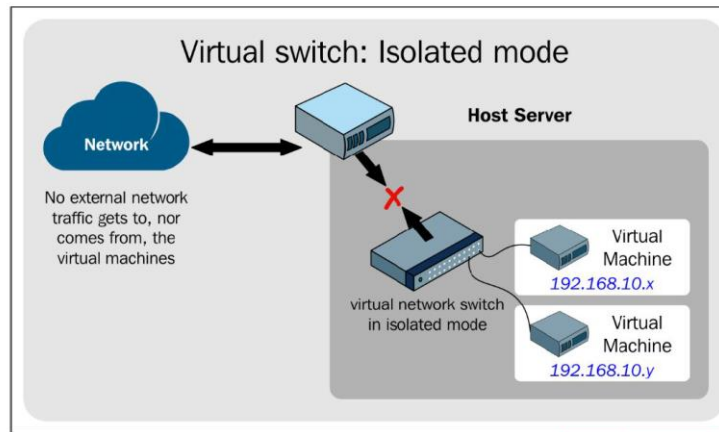 Virtual switch: Isolated mode
Network
Host Server
No external network
traffic gets to, nor
comes from, the
virtual machines
virtual network switch
in isolated mode
Virtual
Machine
192.168.10.x
Virtual
Machine
192.168.10.y